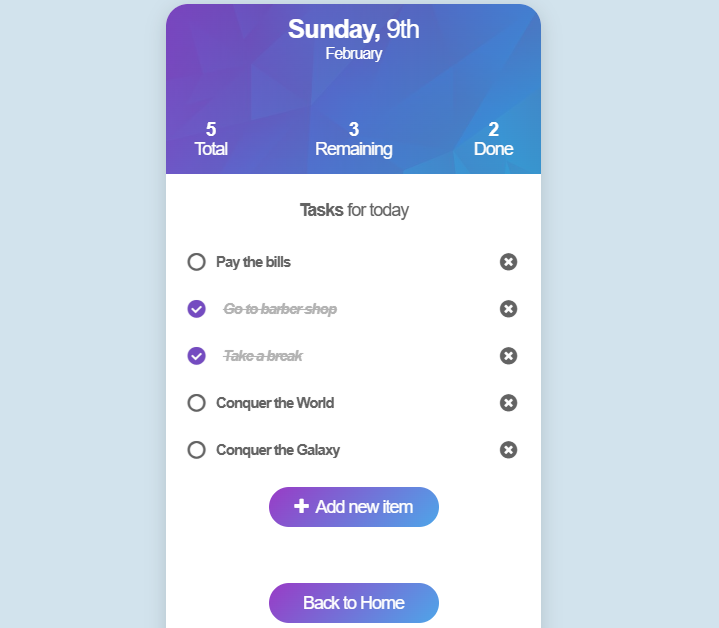 Sunday, 9th
February
5 3 2
Total Remaining Done
Tasks for today
Pay the bills
Go to barber shop
Take a break
Conquer the World
Conquer the Galaxy
Add new item
Back to Home